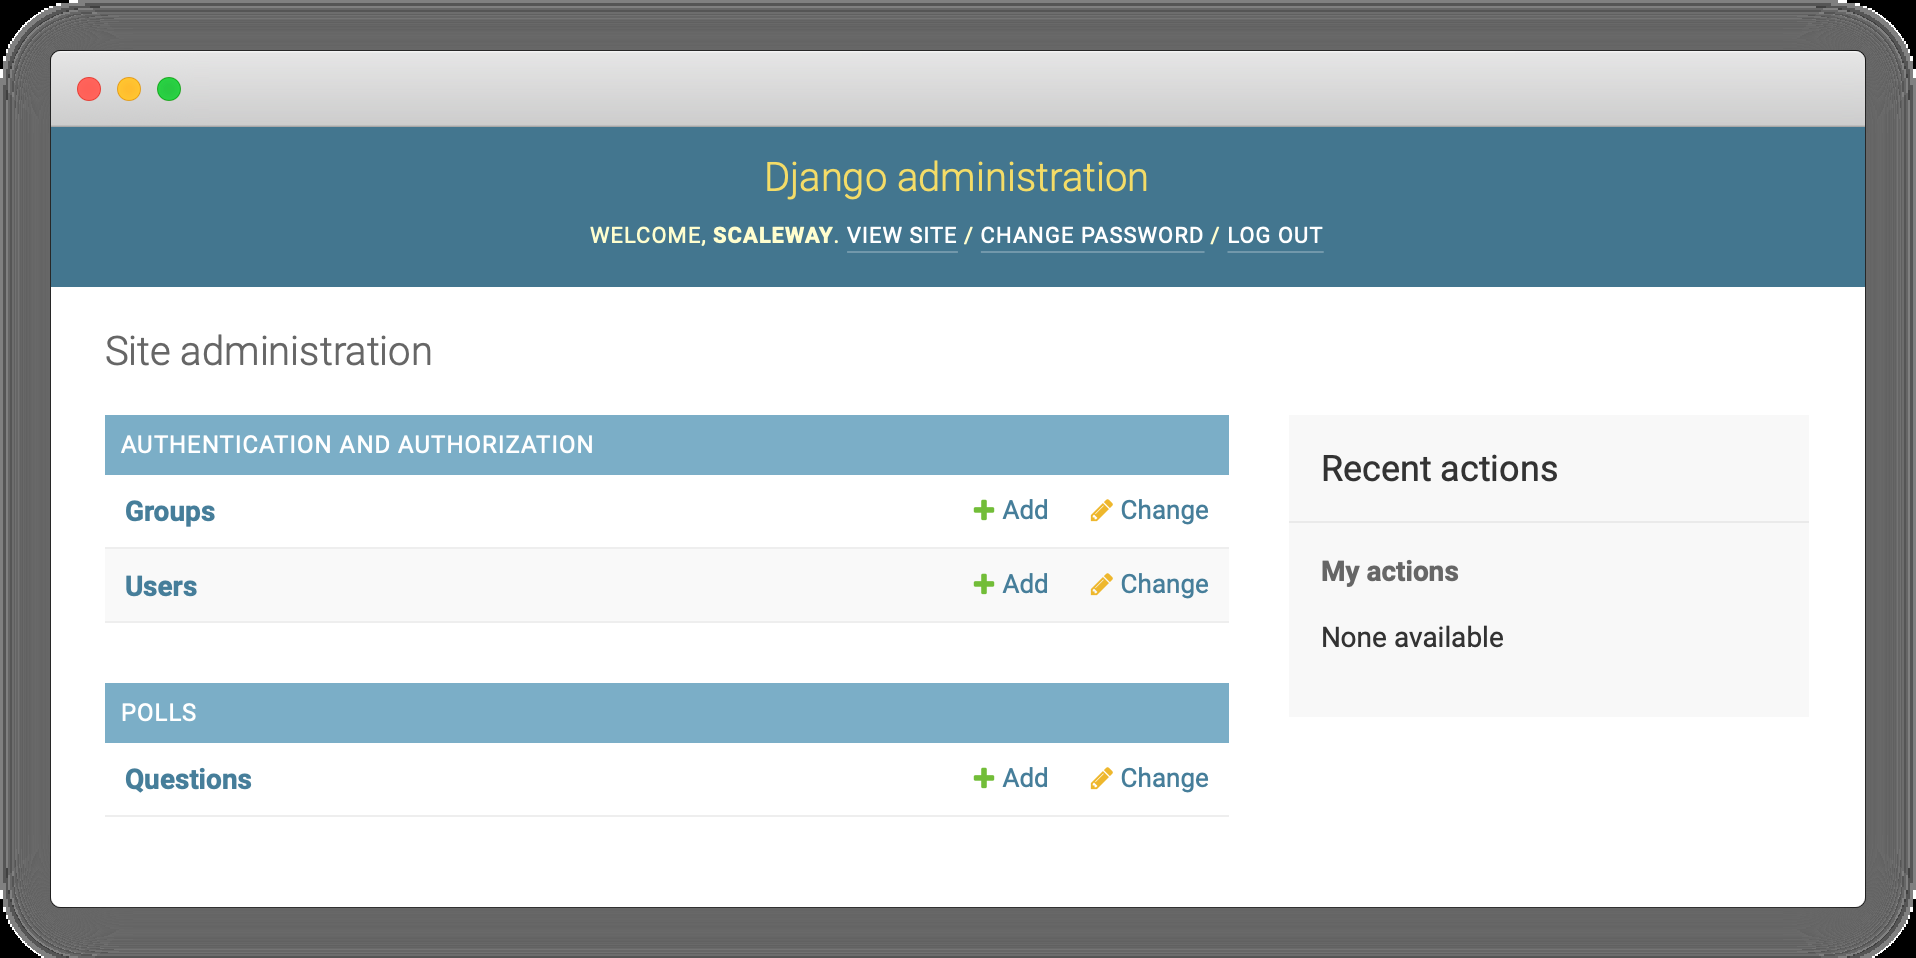 Django administration
WELCOME, SCALEWAY. VIEW SITE / CHANGE PASSWORD / LOG OUT
Site administration
AUTHENTICATION AND AUTHORIZATION
Groups Add Change
Users Add Change
POLLS
Questions Add Change
Recent actions
My actions
None available